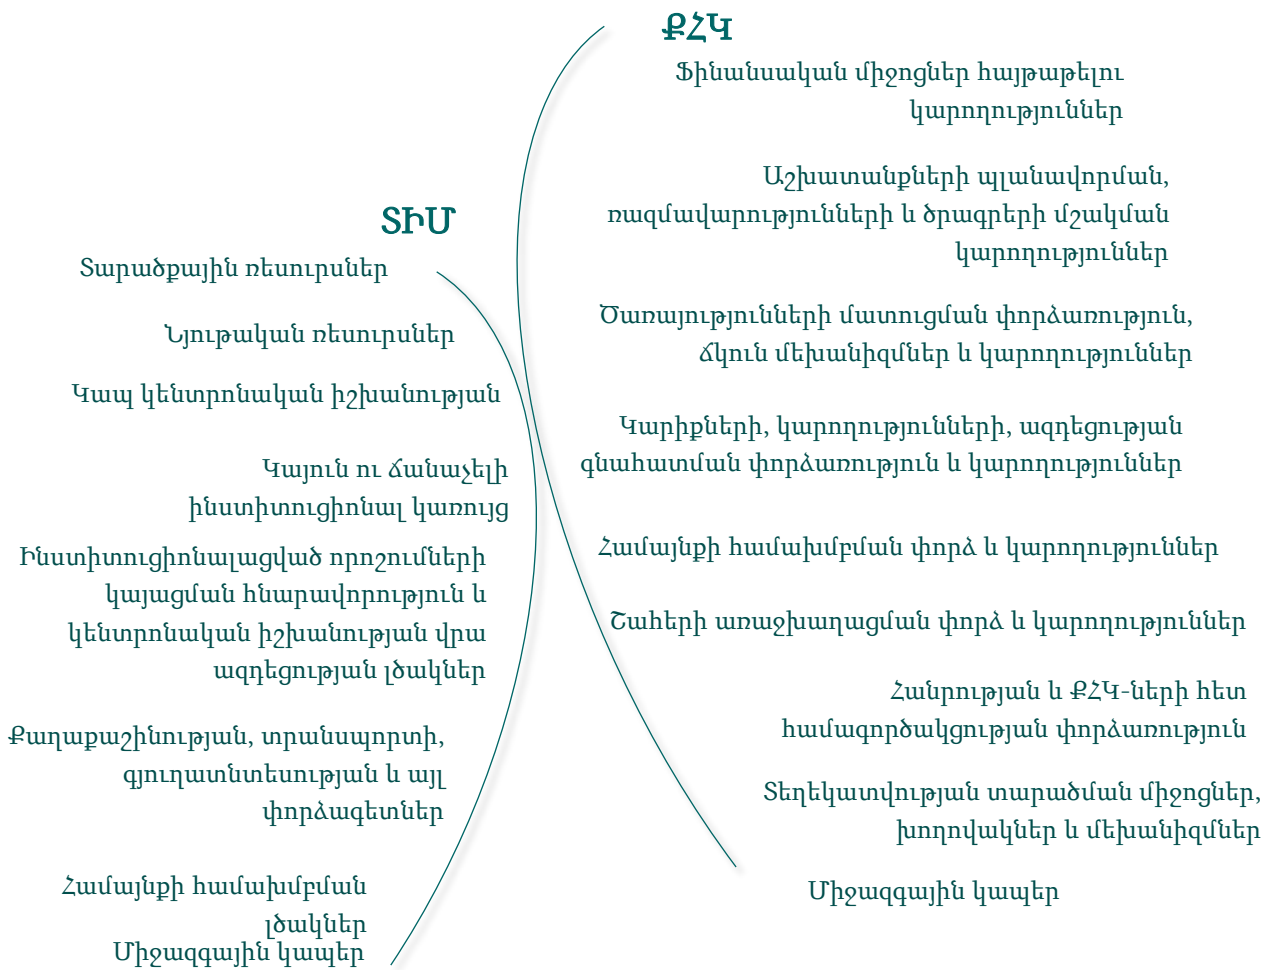 ՔՀԿ
Ֆինանսական միջոցներ հայթաթելու
կարողություններ
Աշխատանքների պլանավորման,
ռազմավարությունների և ծրագրերի մշակման
կարողություններ
Ծառայությունների մատուցման փորձառություն,
ճկուն մեխանիզմներ և կարողություններ
Կարիքների, կարողությունների, ազդեցության
գնահատման փորձառություն և կարողություններ
Համայնքի համախմբման փորձ և կարողություններ
Շահերի առաջխաղացման փորձ և կարողություններ
Հանրության և ՔՀԿ-ների հետ
համագործակցության փորձառություն
Տեղեկատվության տարածման միջոցներ,
խողովակներ և մեխանիզմներ
Միջազգային կապեր
ՏԻՄ
Տարածքային ռեսուրսներ
Նյութական ռեսուրսներ
Կապ կենտրոնական իշխանության
Կայուն ու ճանաչելի
ինստիտուցիոնալ կառույց
Ինստիտուցիոնալացված որոշումների
կայացման հնարավորություն և
կենտրոնական իշխանության վրա
ազդեցության լծակներ
Քաղաքաշինության, տրանսպորտի,
գյուղատնտեսության և այլ
փորձագետներ
Համայնքի համախմբման
լծակներ
Միջազգային կապեր